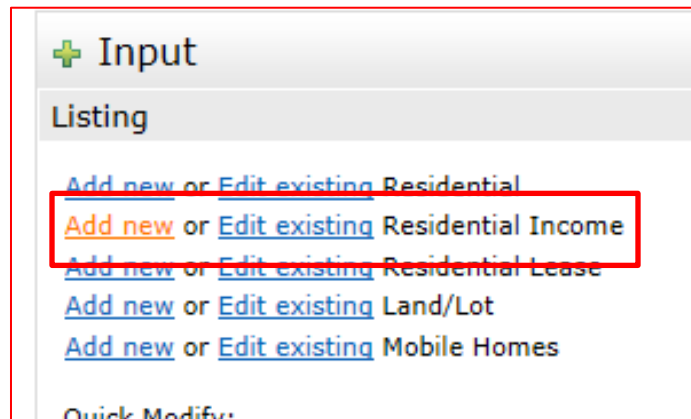 Input
Listing
Add new or Edit existing Residential
Add new or Edit existing Residential Income
Add new or Edit existing Residential Lease
Add new or Edit existing Land/Lot
Add new or Edit existing Mobile Homes
Quick Modify: